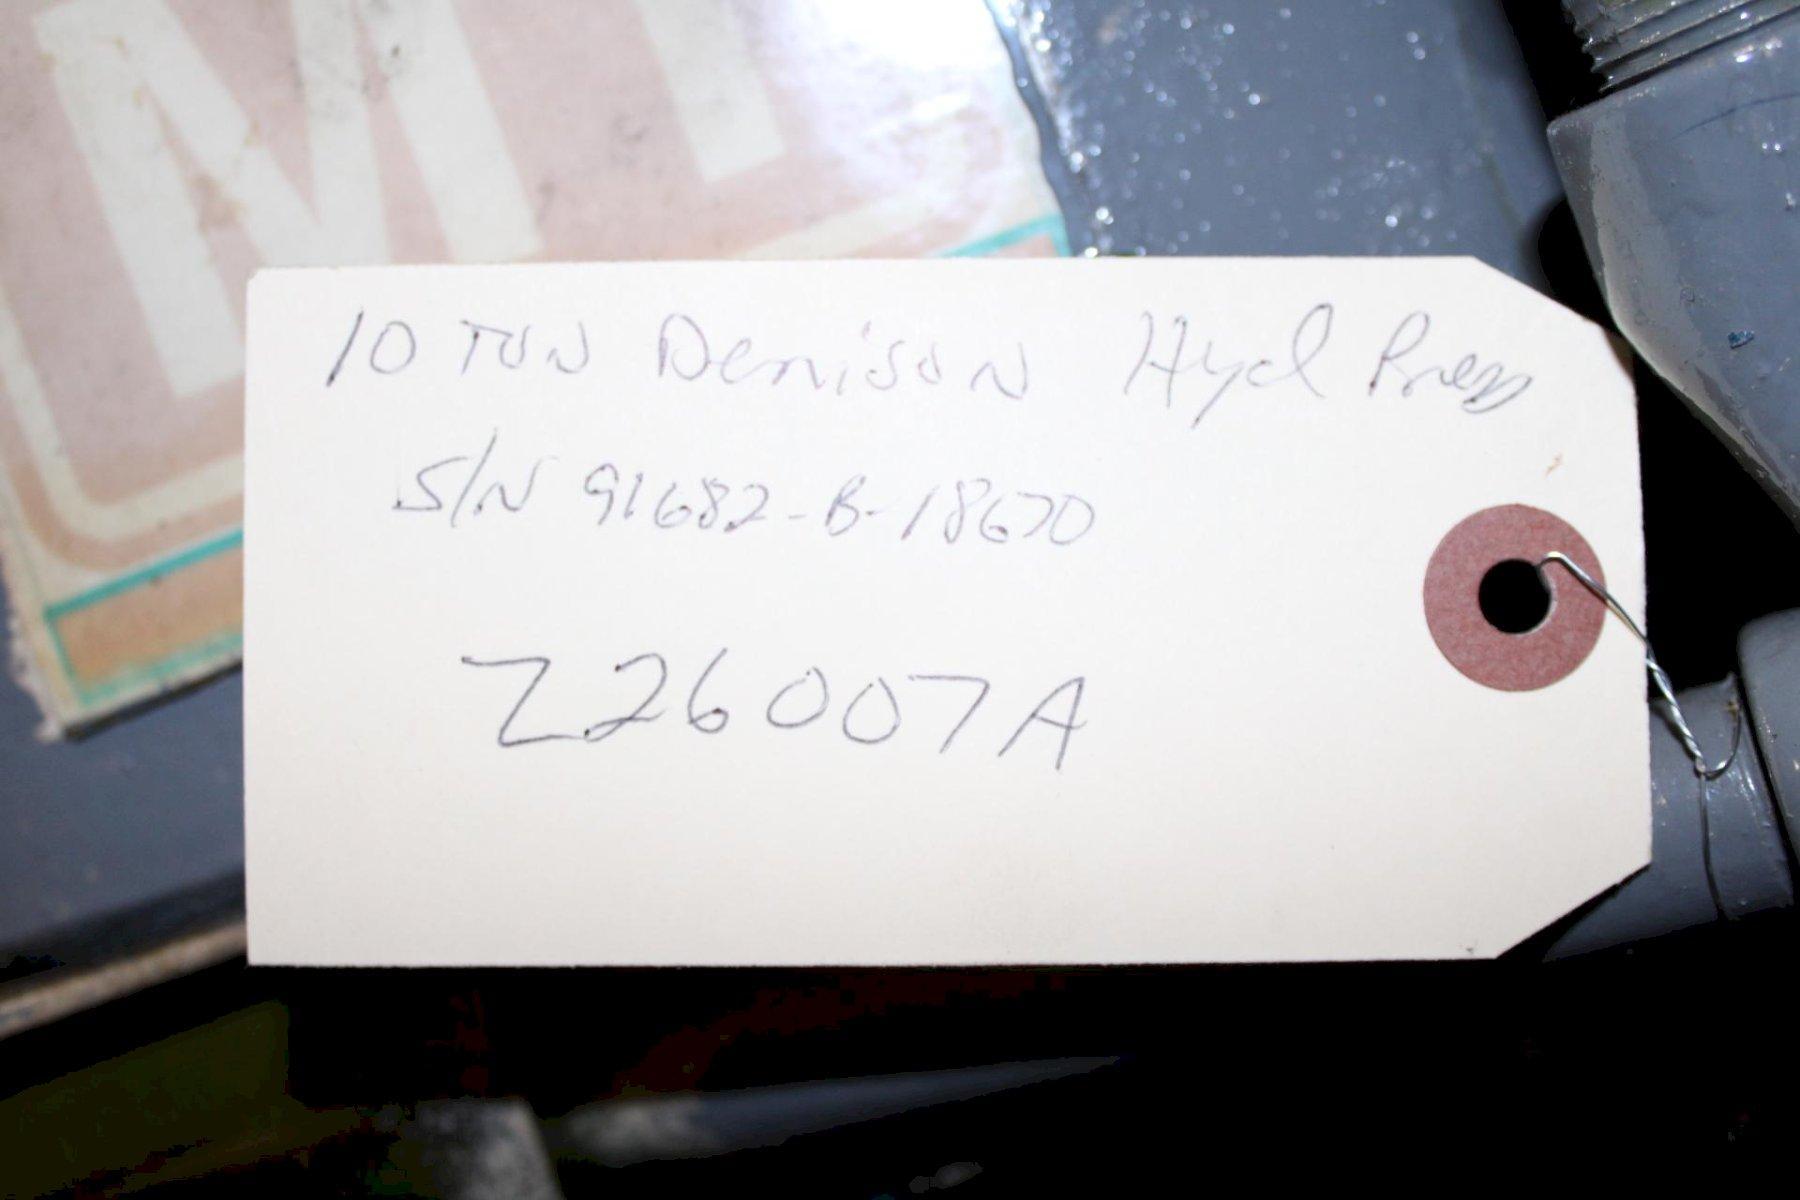 M
10 TON Denison Hyd Press
S/N 91682-B-18670
Z26007A